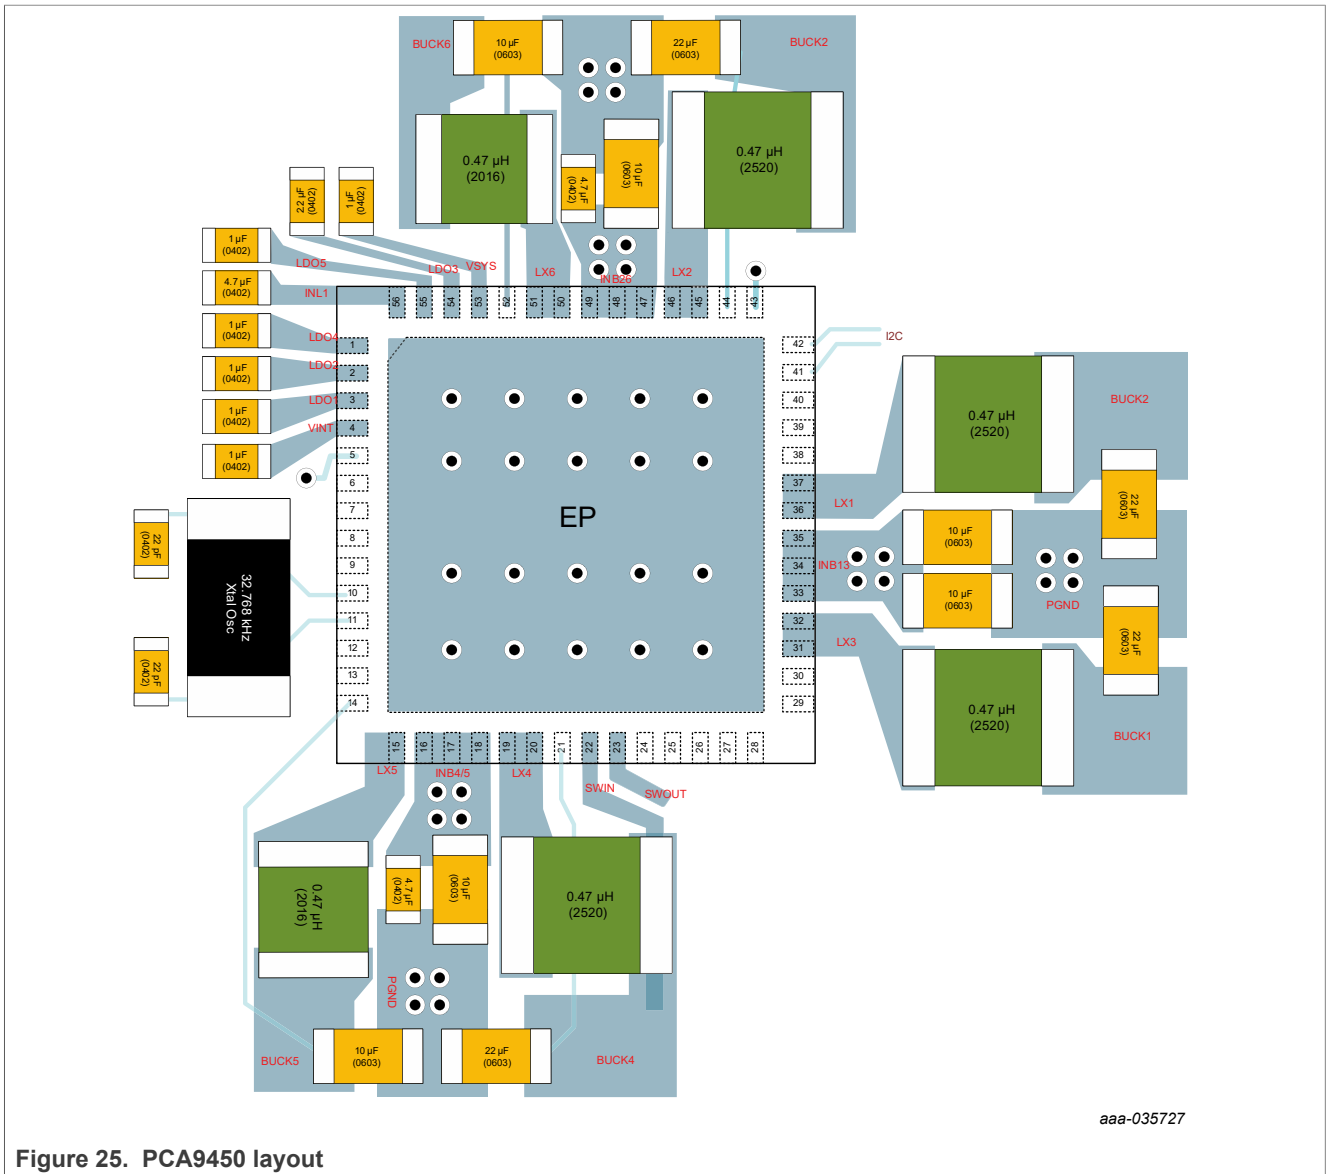 BUCK6
10 µF
(0603)
22 µF
(0603)
BUCK2
0.47 µH
(2016)
4.7 µF
(0402)
10 µF
(0603)
0.47 µH
(2520)
2.2 µF
(0402)
1 µF
(0402)
1 µF
(0402)
LDO5
LDO3
VSYS
LX6
INB26
LX2
4.7 µF
(0402)
INL1
56
55
54
53
52
51
50
49
48
47
46
45
44
43
1 µF
(0402)
LDO4
1 µF
(0402)
LDO2
1 µF
(0402)
LDO1
1 µF
(0402)
VINT
1
2
3
4
5
6
7
8
9
10
11
12
13
14
EP
42
41
40
39
38
37
36
35
34
33
32
31
30
29
I2C
0.47 µH
(2520)
BUCK2
LX1
22 µF
(0603)
10 µF
(0603)
INB13
10 µF
(0603)
PGND
22 µF
(0603)
LX3
0.47 µH
(2520)
BUCK1
22 pF
(0402)
32.768 kHz
Xtal Osc
22 pF
(0402)
15
16
17
18
19
20
21
22
23
24
25
26
27
28
LX5
INB4/5
LX4
SWIN
SWOUT
0.47 µH
(2016)
4.7 µF
(0402)
10 µF
(0603)
0.47 µH
(2520)
PGND
BUCK5
10 µF
(0603)
22 µF
(0603)
BUCK4
aaa-035727
Figure 25. PCA9450 layout